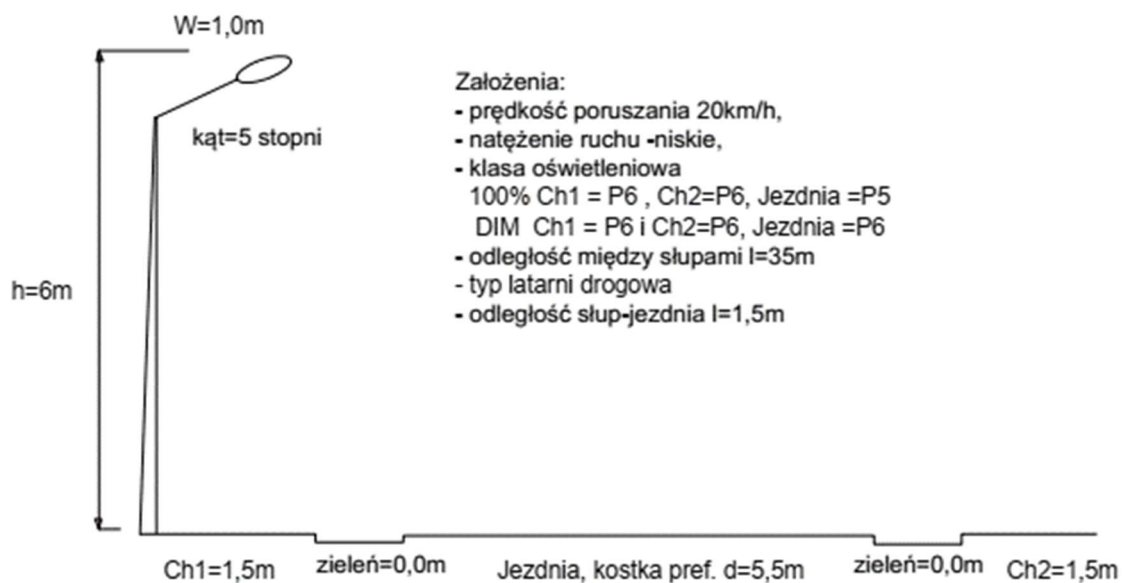 W=1,0m
kąt=5 stopni
h=6m
Założenia:
- prędkość poruszania 20km/h,
- natężenie ruchu -niskie,
- klasa oświetleniowa
100% Ch1 = P6 , Ch2=P6, Jezdnia =P5
DIM Ch1 = P6 i Ch2=P6, Jezdnia =P6
- odległość między słupami l=35m
- typ latarni drogowa
- odległość słup-jezdnia l=1,5m
Ch1=1,5m zieleń=0,0m Jezdnia, kostka pref. d=5,5m zieleń=0,0m Ch2=1,5m